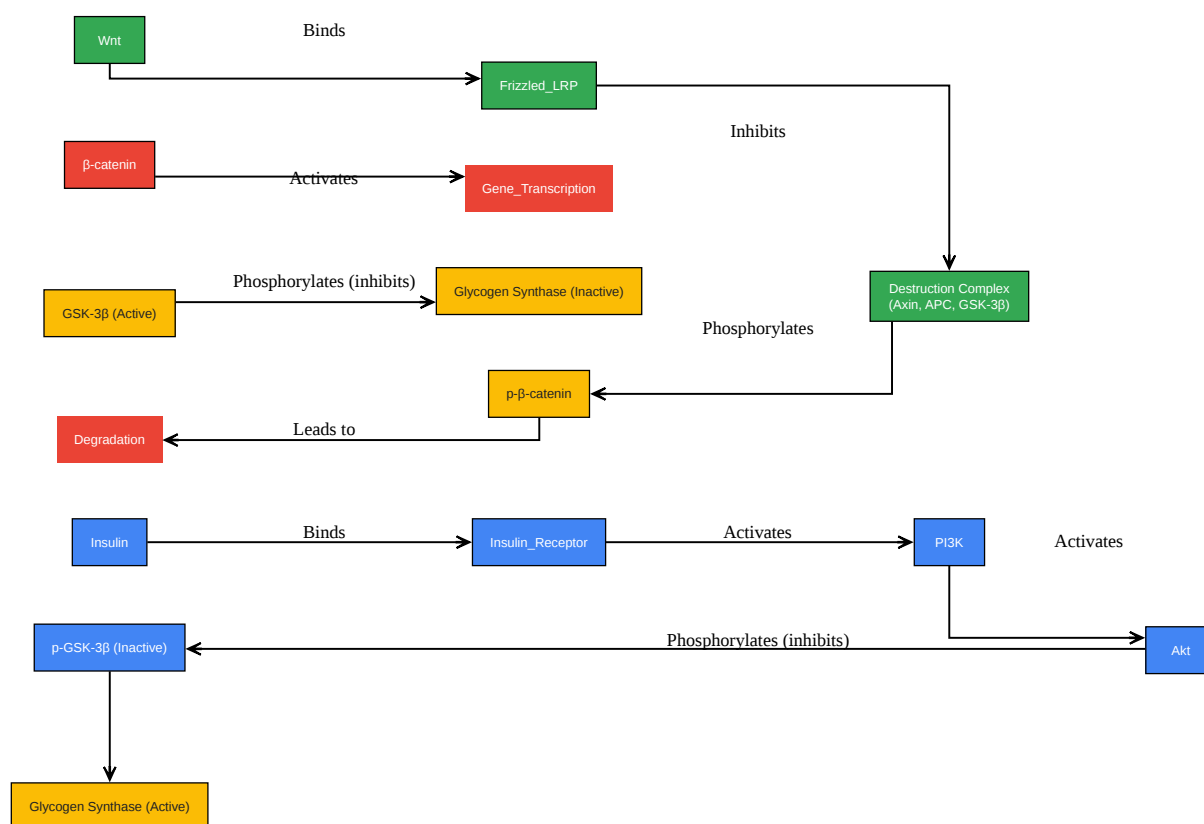 Wnt
Binds
Frizzled_LRP
Inhibits
β-catenin
Activates
Gene_Transcription
GSK-3β (Active)
Phosphorylates (inhibits)
Glycogen Synthase (Inactive)
Destruction Complex
(Axin, APC, GSK-3β)
Phosphorylates
p-β-catenin
Leads to
Degradation
Insulin
Binds
Insulin_Receptor
Activates
PI3K
Activates
p-GSK-3β (Inactive)
Phosphorylates (inhibits)
Akt
Glycogen Synthase (Active)